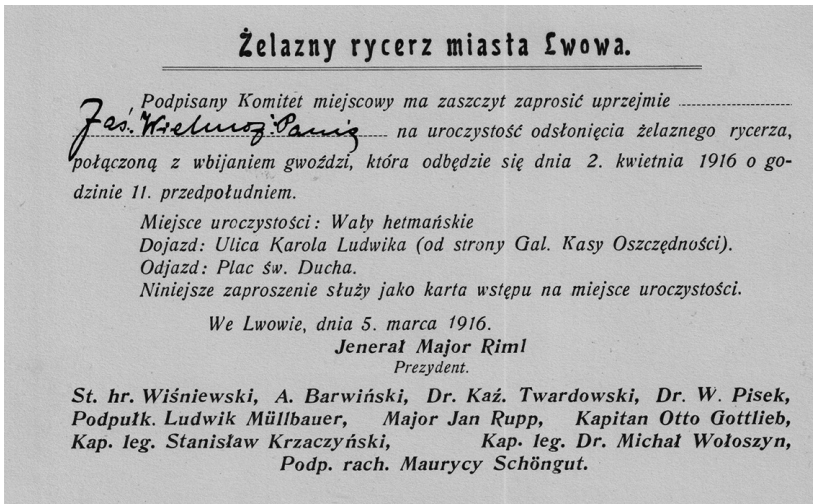 Żelazny rycerz miasta Lwowa.
Podpisany Komitet miejscowy ma zaszczyt zaprosić uprzejmie
Jaś. Wielmoż. Panią na uroczystość odsłonięcia żelaznego rycerza,
połączoną z wbijaniem gwoździ, która odbędzie się dnia 2. kwietnia 1916 o go-
dzinie 11. przedpołudniem.
Miejsce uroczystości: Wały hetmańskie
Dojazd: Ulica Karola Ludwika (od strony Gal. Kasy Oszczędności).
Odjazd: Plac św. Ducha.
Niniejsze zaproszenie służy jako karta wstępu na miejsce uroczystości.
We Lwowie, dnia 5. marca 1916.
Jenerał Major Riml
Prezydent.
St. hr. Wiśniewski, A. Barwiński, Dr. Kaź. Twardowski, Dr. W. Pisek,
Podpułk. Ludwik Müllbauer, Major Jan Rupp, Kapitan Otto Gottlieb,
Kap. leg. Stanisław Krzaczyński, Kap. leg. Dr. Michał Wołoszyn,
Podp. rach. Maurycy Schöngut.